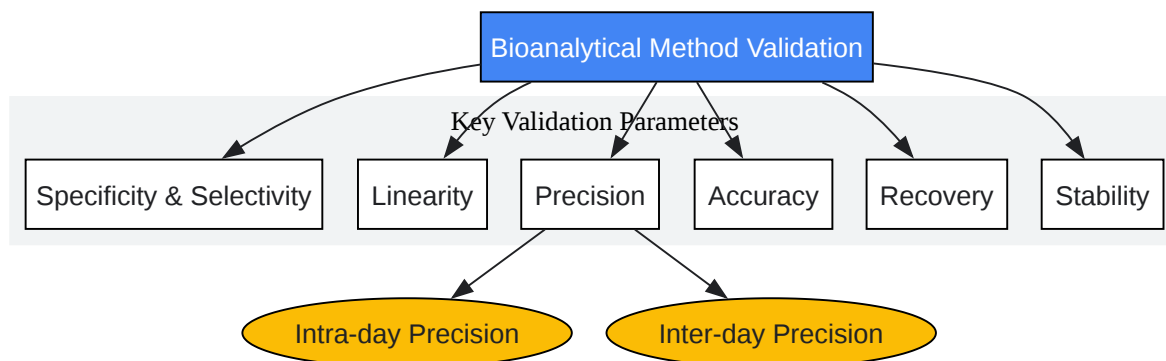 Bioanalytical Method Validation
Key Validation Parameters
Specificity & Selectivity
Linearity
Precision
Accuracy
Recovery
Stability
Intra-day Precision
Inter-day Precision